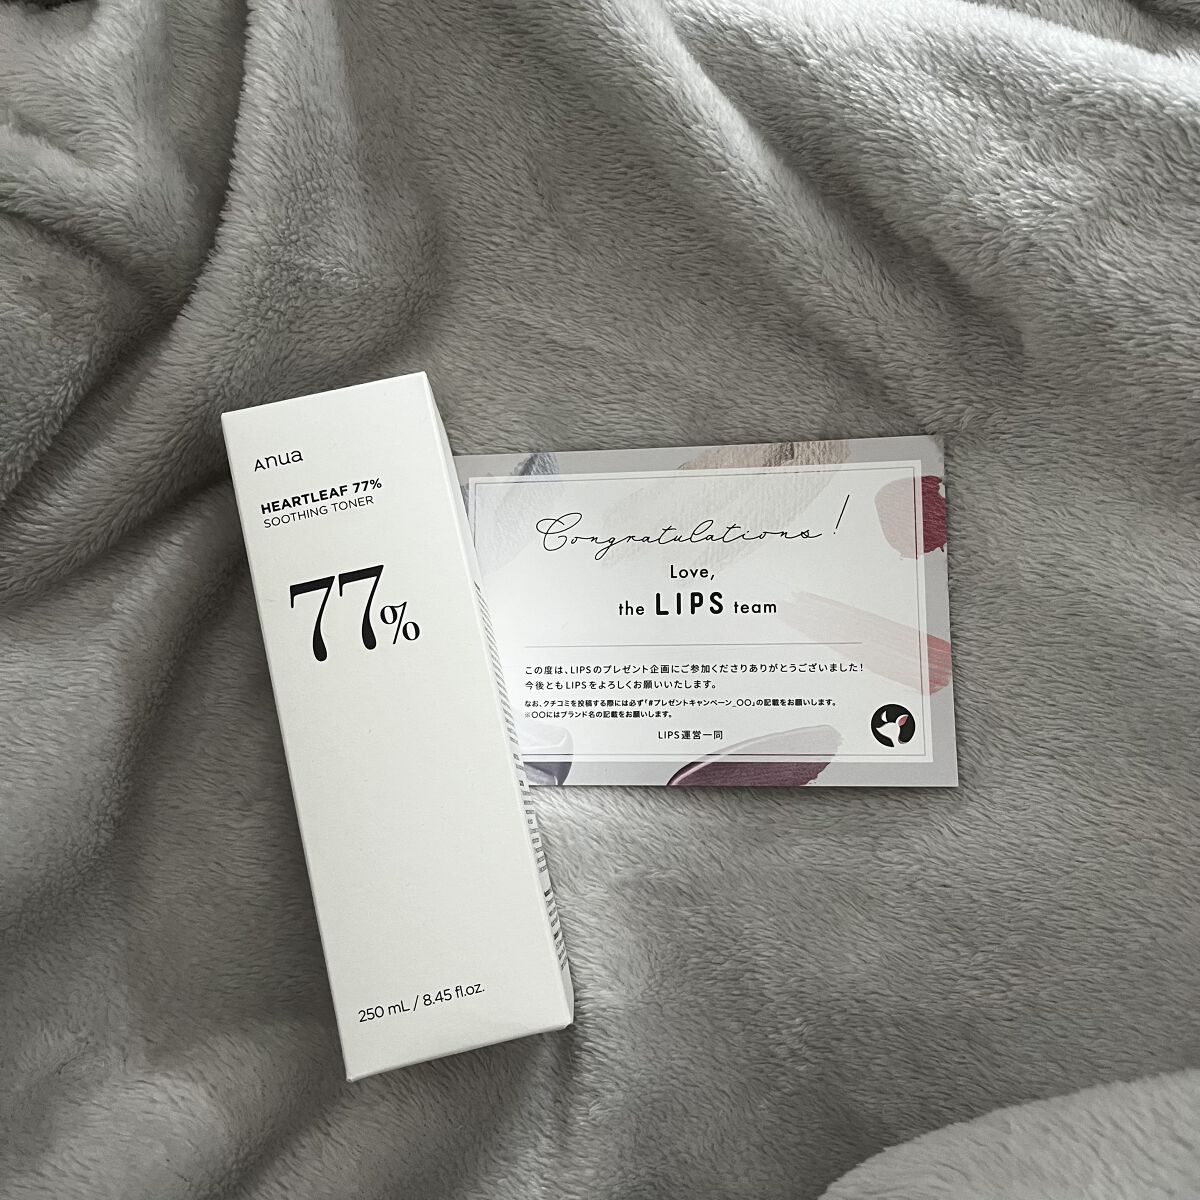 Anua
HEARTLEAF 77%
SOOTHING TONER
77%
250 mL / 8.45 fl.oz.
Congratulations!
Love,
the LIPS team
この度は、LIPSのプレゼント企画にご参加くださりありがとうございました!
今後ともLIPSをよろしくお願いいたします。
なお、クチコミを投稿する際には必ず「#プレゼントキャンペーン_〇〇」の記載をお願いします。
※〇〇にはブランド名の記載をお願いします。
LIPS運営一同